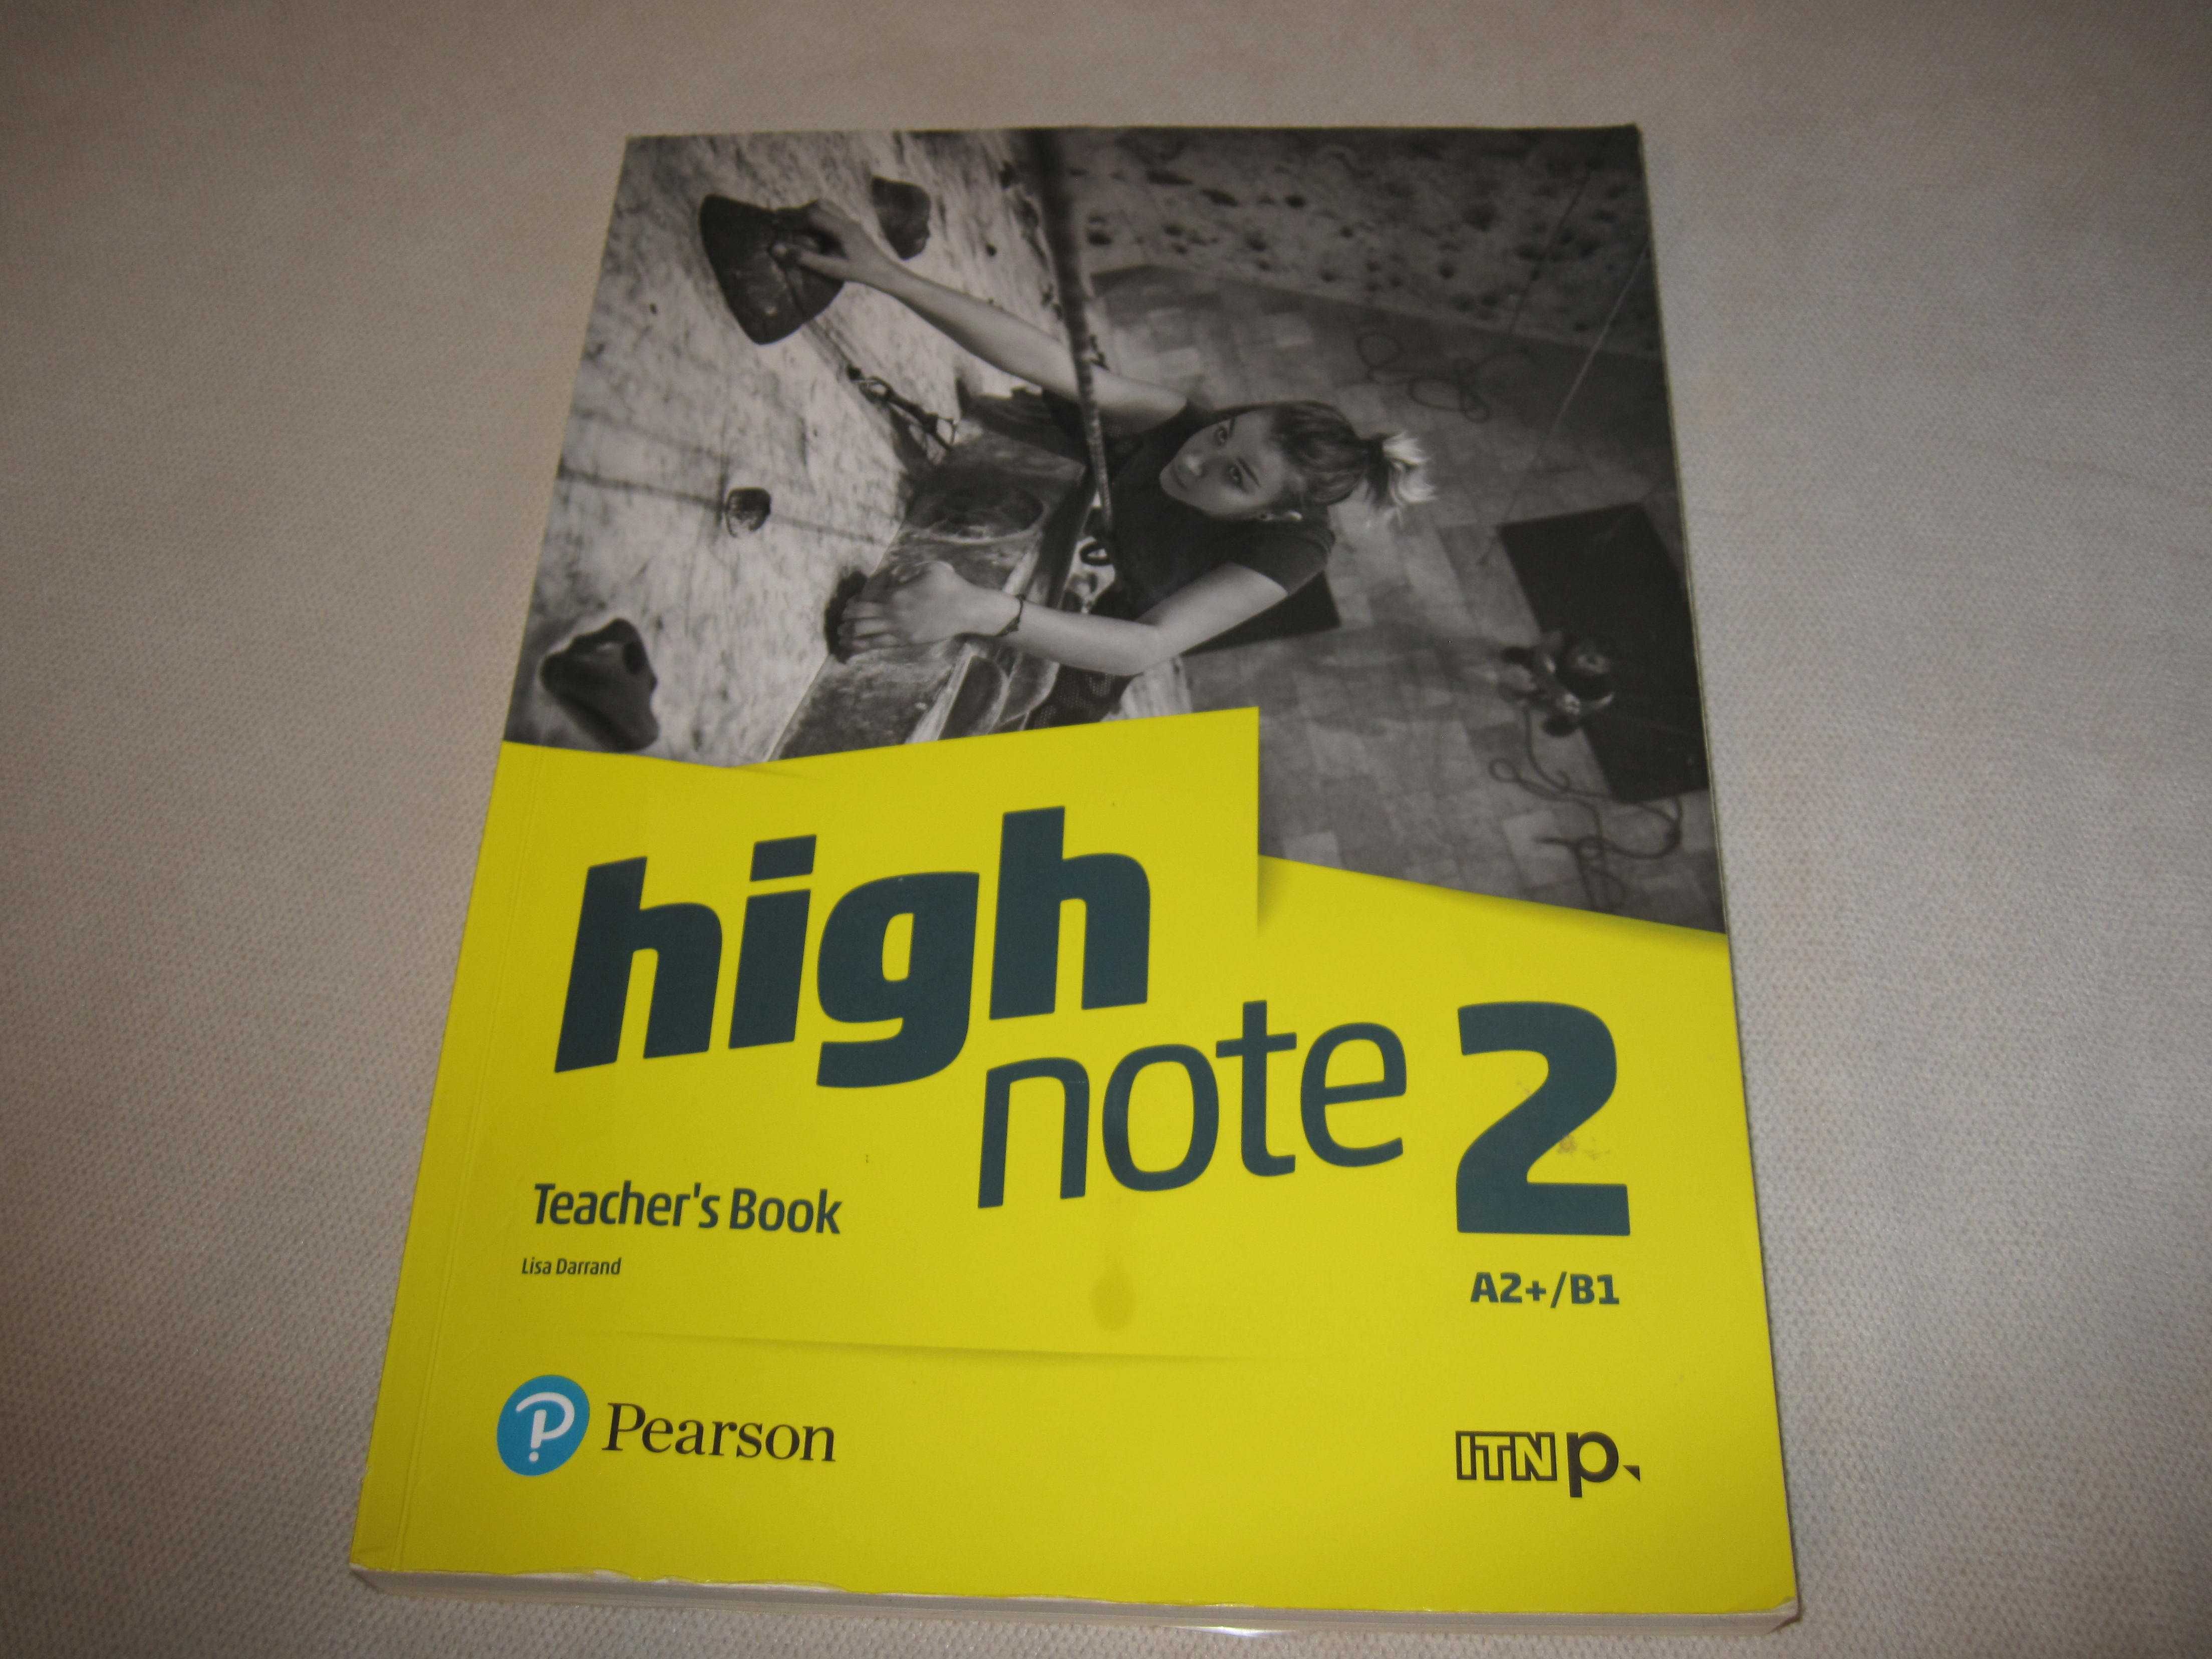 high
note 2
Teacher's Book
Lisa Darrand
A2+/B1
Pearson
ITN p.